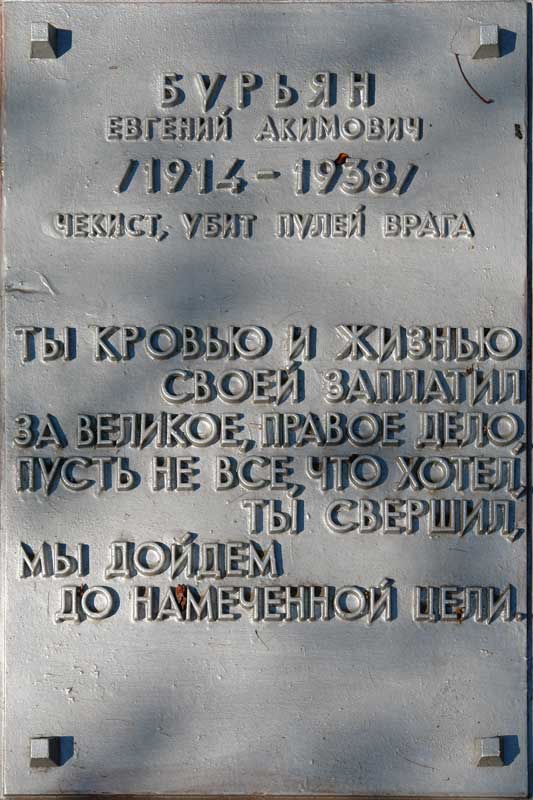 БУРЬЯН
ЕВГЕНИЙ АКИМОВИЧ
/1914 - 1938/
ЧЕКИСТ, УБИТ ПУЛЕЙ ВРАГА
ТЫ КРОВЬЮ И ЖИЗНЬЮ
СВОЕЙ ЗАПЛАТИЛ
ЗА ВЕЛИКОЕ, ПРАВОЕ ДЕЛО,
ПУСТЬ НЕ ВСЕ, ЧТО ХОТЕЛ,
ТЫ СВЕРШИЛ,
МЫ ДОЙДЕМ
ДО НАМЕЧЕННОЙ ЦЕЛИ.